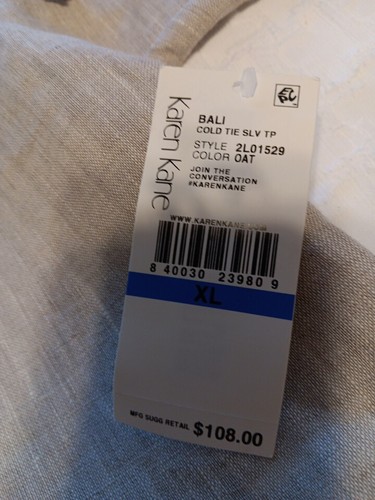 Karen Kane
BALI
COLD TIE SLV TP
STYLE 2L01529
COLOR OAT
JOIN THE
CONVERSATION
#KARENKANE
WWW.KARENKANE.COM
8 40030 23980 9
XL
MFG SUGG RETAIL $108.00